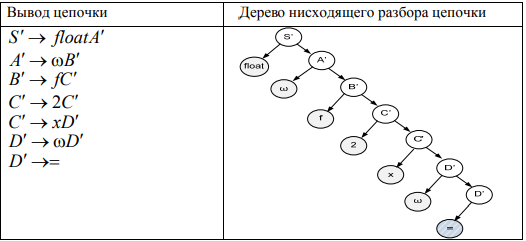 Вывод цепочки
Дерево нисходящего разбора цепочки
S′ → floatA′
A′ → ωB′
B′ → fC′
C′ → 2C′
C′ → xD′
D′ → ωD′
D′ →=
S'
float
A'
ω
B'
f
C'
2
C'
x
D'
ω
D'
=